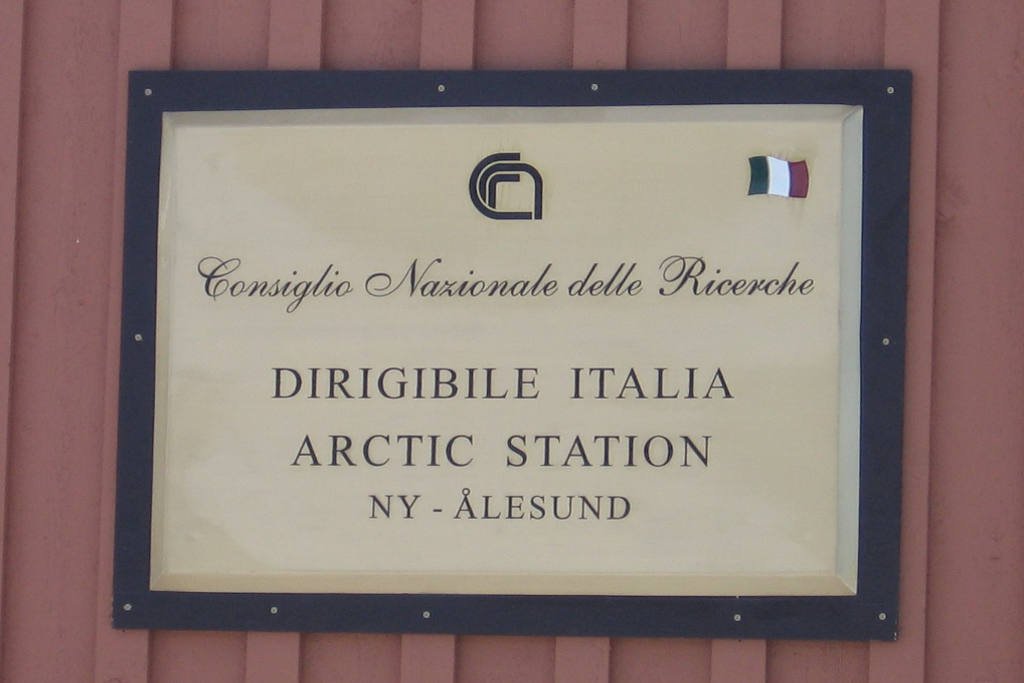 Consiglio Nazionale delle Ricerche
DIRIGIBILE ITALIA
ARCTIC STATION
NY - ÅLESUND